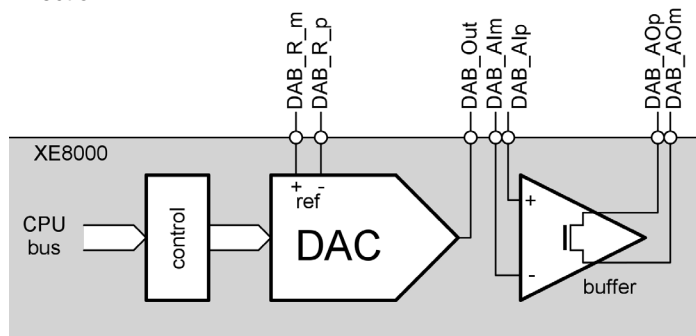 DAB_R_m
DAB_R_p
DAB_Out
DAB_AIm
DAB_AIp
DAB_AOp
DAB_AOm
XE8000
CPU
bus
control
+ -
ref
DAC
+
-
buffer